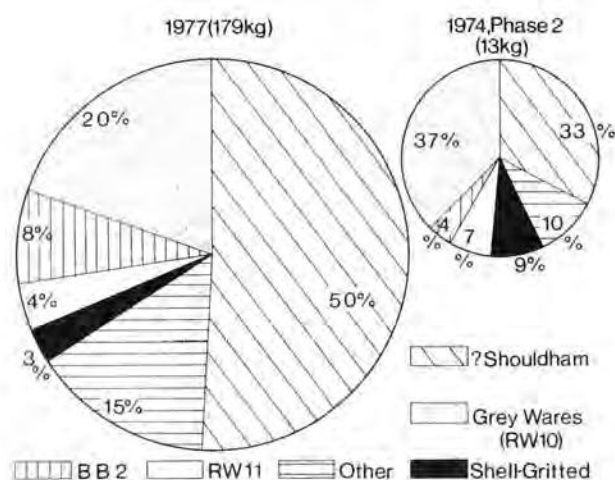 1977(179kg)
1974,Phase 2
(13kg)
20%
50%
15%
3%
4%
8%
37%
33%
10%
9%
7%
4%
?Shouldham
Grey Wares
(RW10)
BB2
RW11
Other
Shell-Gritted